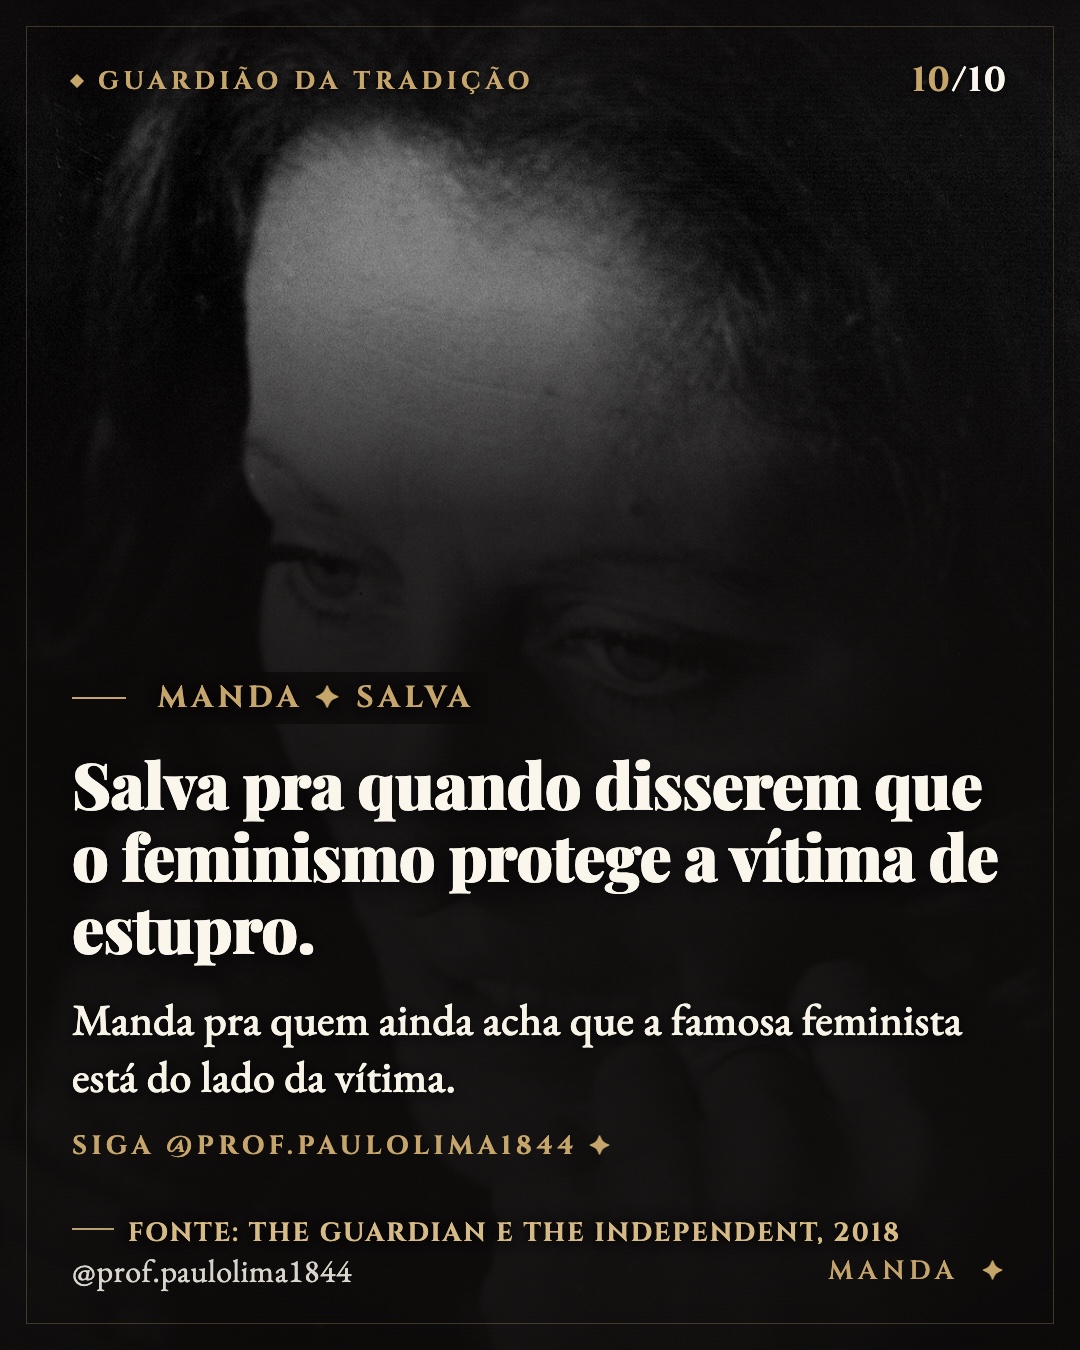 ◆ GUARDIÃO DA TRADIÇÃO
10/10
MANDA ✦ SALVA
Salva pra quando disserem que
o feminismo protege a vítima de
estupro.
Manda pra quem ainda acha que a famosa feminista
está do lado da vítima.
SIGA @PROF.PAULOLIMA1844 ✦
FONTE: THE GUARDIAN E THE INDEPENDENT, 2018
@prof.paulolima1844
MANDA ✦